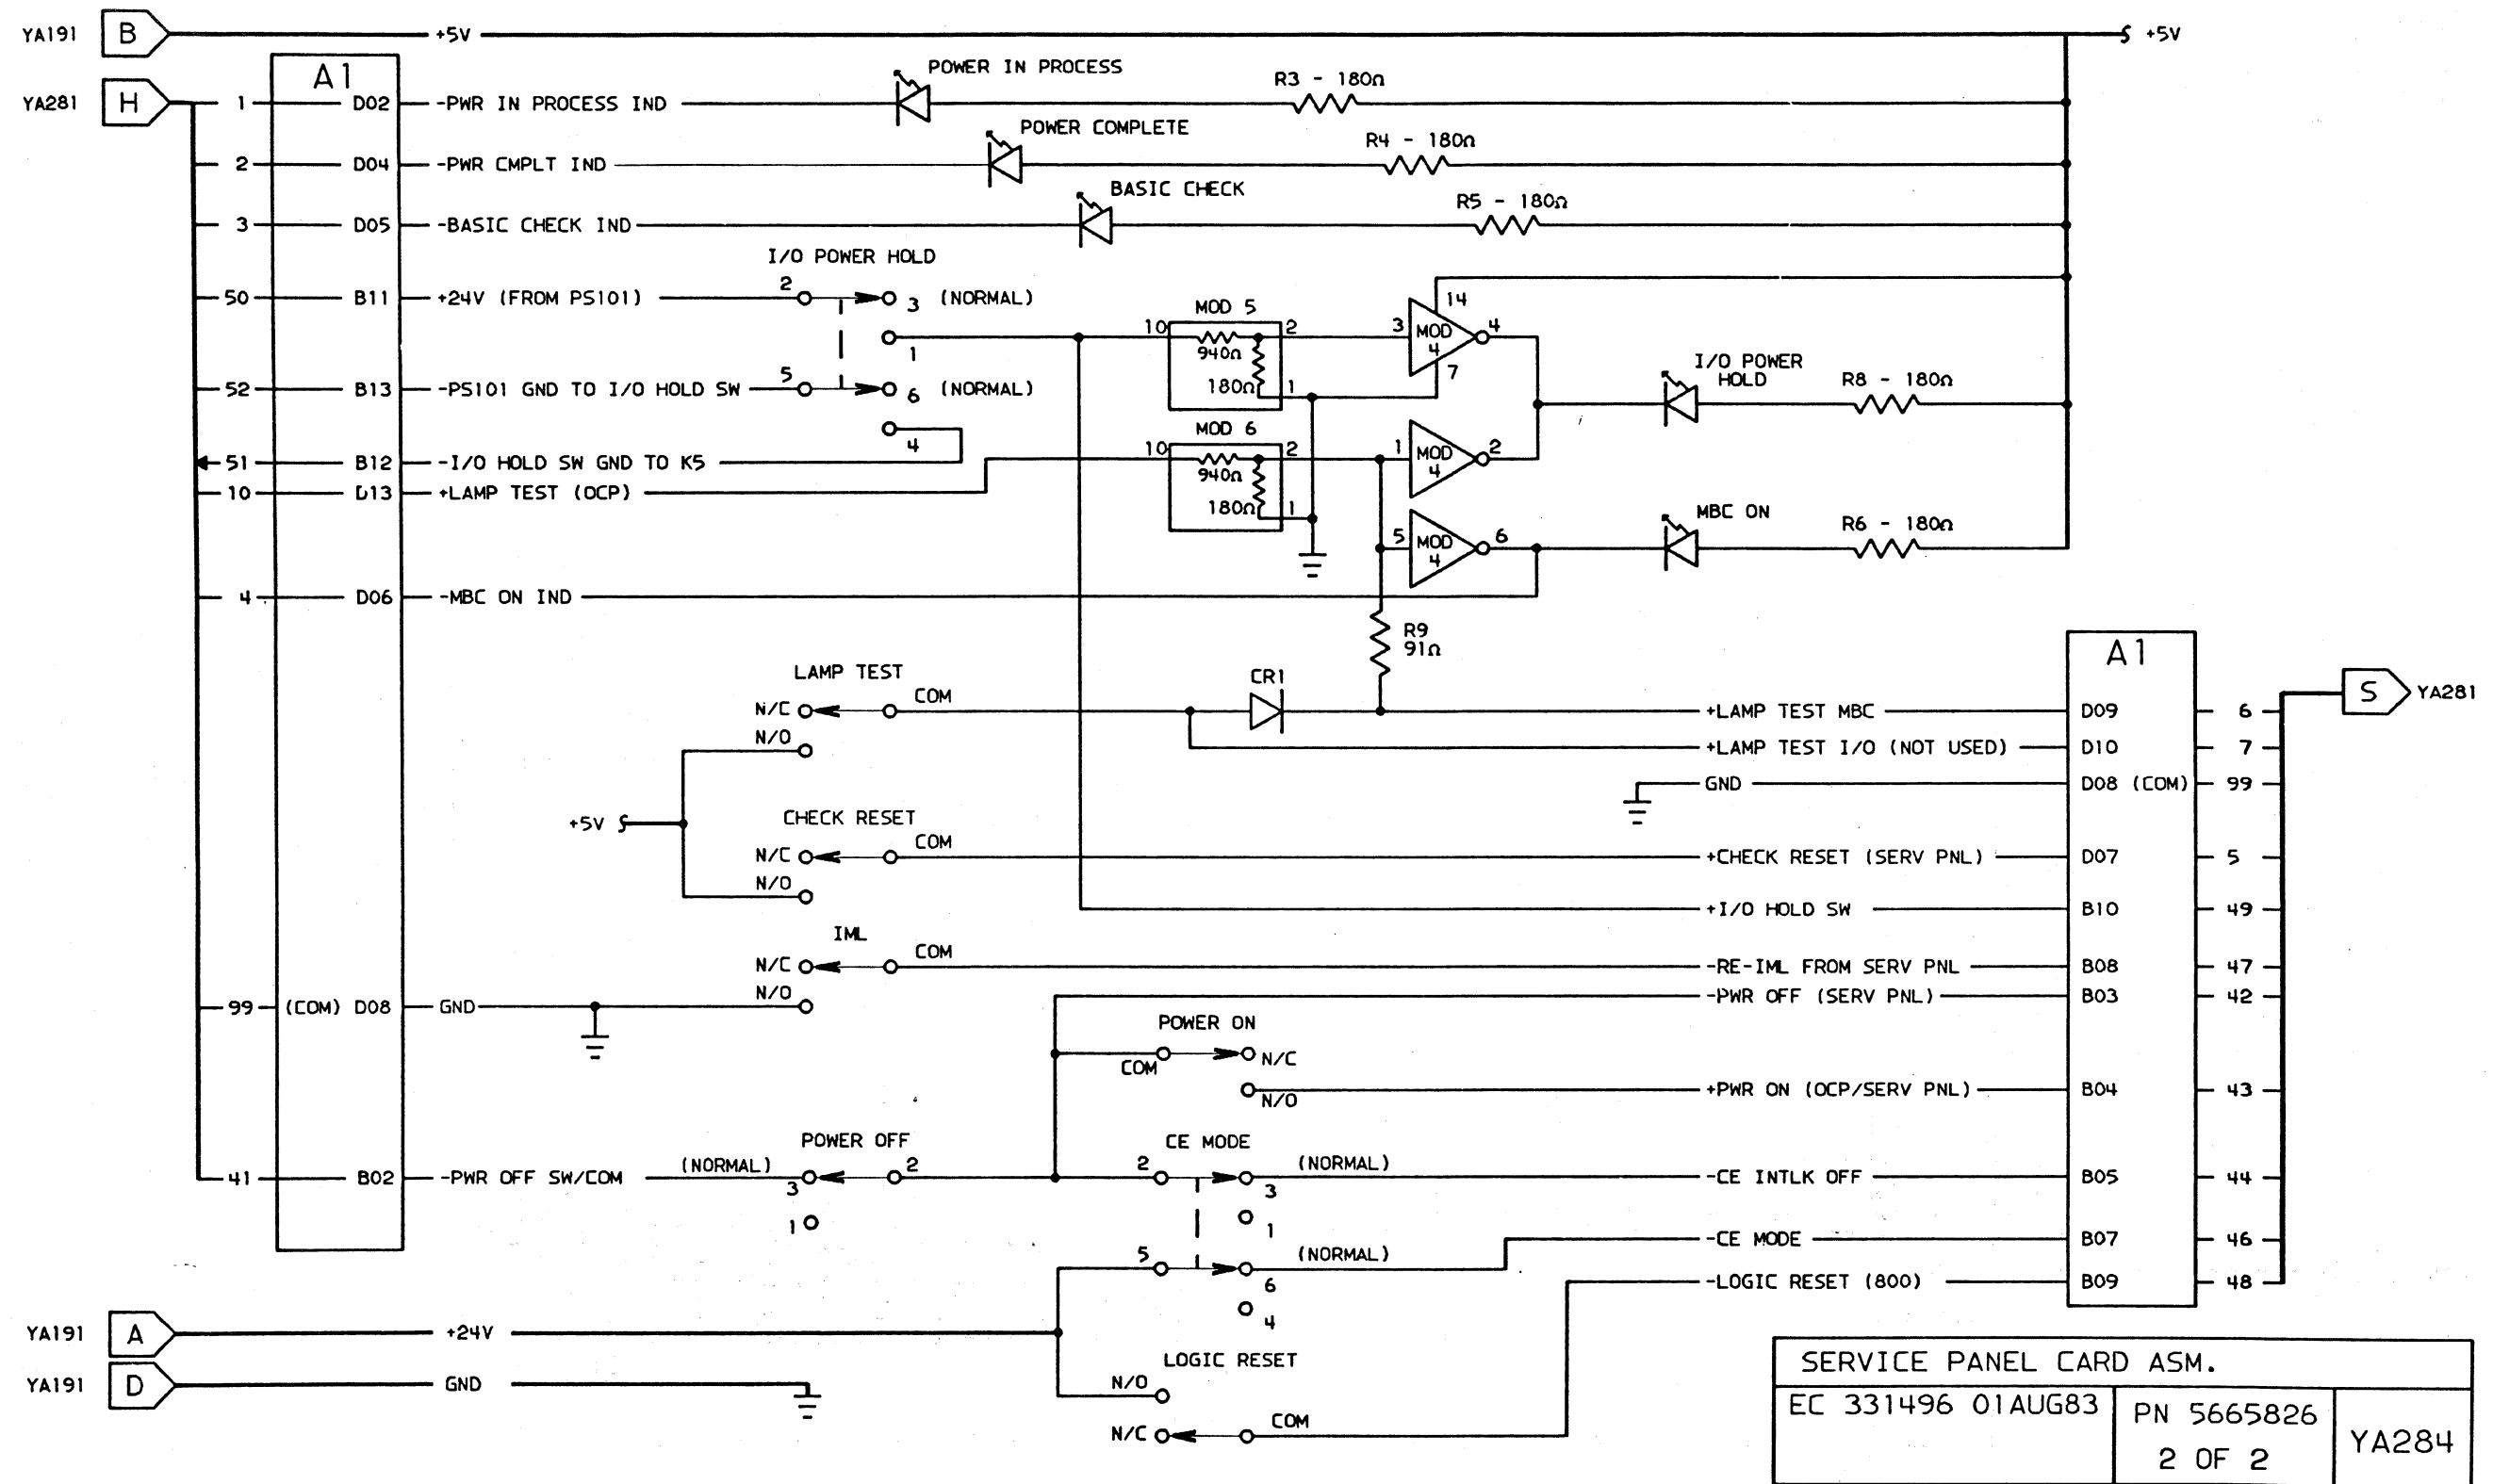 YA191 B +5V +5V
A1
POWER IN PROCESS
R3 - 180Ω
YA281 H 1 D02 -PWR IN PROCESS IND
POWER COMPLETE
R4 - 180Ω
2 D04 -PWR CMPLT IND
BASIC CHECK
R5 - 180Ω
3 D05 -BASIC CHECK IND
I/O POWER HOLD
50 B11 +24V (FROM PS101) 2 3 (NORMAL)
1
MOD 5
10 2
940Ω
180Ω 1
3 MOD 4 4
14
7
52 B13 -PS101 GND TO I/O HOLD SW 5 6 (NORMAL)
4
I/O POWER
HOLD
R8 - 180Ω
MOD 6
10 2
940Ω
180Ω 1
1 MOD 4 2
51 B12 -I/O HOLD SW GND TO K5
10 D13 +LAMP TEST (OCP)
5 MOD 4 6
MBC ON
R6 - 180Ω
4 D06 -MBC ON IND
R9
91Ω
A1
LAMP TEST
N/C COM
N/O
CR1
+LAMP TEST MBC D09 6
S YA281
+LAMP TEST I/O (NOT USED) D10 7
GND D08 (COM) 99
+5V
CHECK RESET
N/C COM
N/O
+CHECK RESET (SERV PNL) D07 5
+I/O HOLD SW B10 49
IML
N/C COM
N/O
-RE-IML FROM SERV PNL B08 47
-PWR OFF (SERV PNL) B03 42
99 (COM) D08 GND
POWER ON
COM N/C
N/O
+PWR ON (OCP/SERV PNL) B04 43
POWER OFF
41 B02 -PWR OFF SW/COM (NORMAL) 3 2
1
CE MODE
2 3 (NORMAL)
1
-CE INTLK OFF B05 44
5 6 (NORMAL)
4
-CE MODE B07 46
-LOGIC RESET (800) B09 48
YA191 A +24V
YA191 D GND
LOGIC RESET
N/O
N/C COM
SERVICE PANEL CARD ASM.
EC 331496 01AUG83
PN 5665826
2 OF 2
YA284